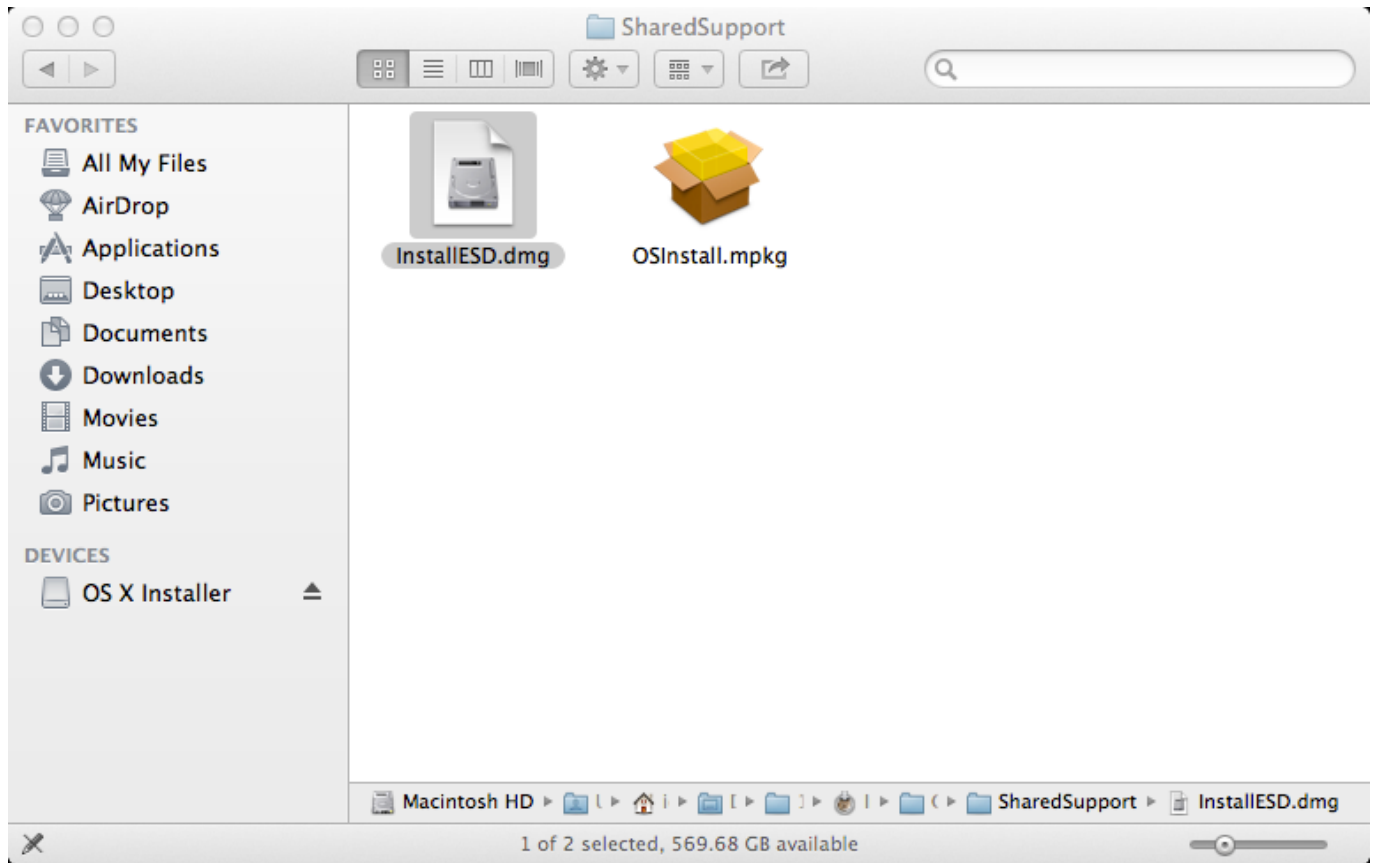 SharedSupport
FAVORITES
All My Files
AirDrop
Applications
Desktop
Documents
Downloads
Movies
Music
Pictures
DEVICES
OS X Installer
InstallESD.dmg
OSInstall.mpkg
Macintosh HD SharedSupport InstallESD.dmg
1 of 2 selected, 569.68 GB available